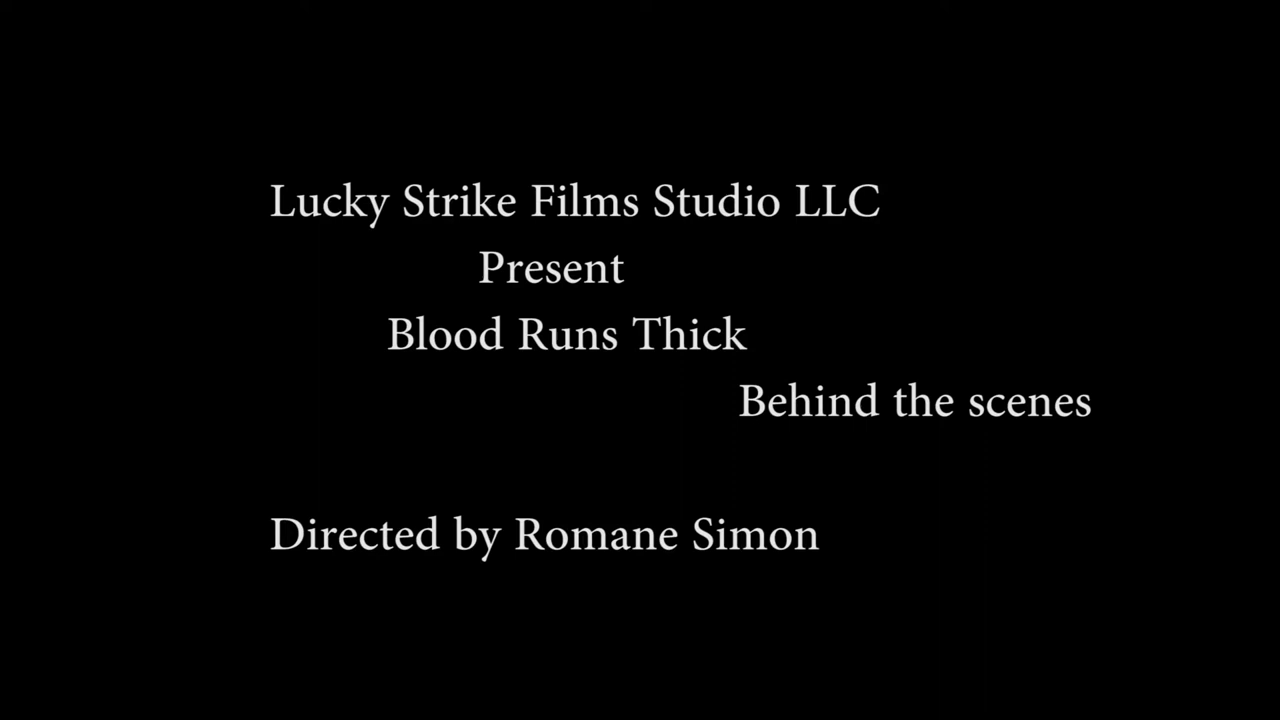 Lucky Strike Films Studio LLC
Present
Blood Runs Thick
Behind the scenes
Directed by Romane Simon